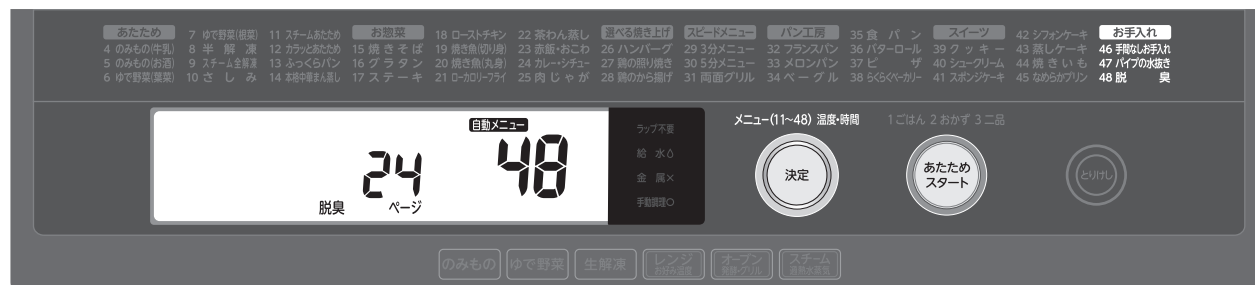 あたため 7 ゆで野菜(根菜) 11 スチームあたため お惣菜 18 ローストチキン 22 茶わん蒸し 選べる焼き上げ スピードメニュー パン工房 35 食パン スイーツ 42 シフォンケーキ お手入れ
4 のみもの(牛乳) 8 半解凍 12 カラッとあたため 15 焼きそば 19 焼き魚(切り身) 23 赤飯・おこわ 26 ハンバーグ 29 3分メニュー 32 フランスパン 36 バターロール 39 クッキー 43 蒸しケーキ 46 手間なしお手入れ
5 のみもの(お酒) 9 スチーム全解凍 13 ふっくらパン 16 グラタン 20 焼き魚(丸身) 24 カレー・シチュー 27 鶏の照り焼き 30 5分メニュー 33 メロンパン 37 ピザ 40 シュークリーム 44 焼きいも 47 パイプの水抜き
6 ゆで野菜(葉菜) 10 さしみ 14 本格中華まん蒸し 17 ステーキ 21 ローカロリーフライ 25 肉じゃが 28 鶏のから揚げ 31 両面グリル 34 ベーグル 38 らくらくベーカリー 41 スポンジケーキ 45 なめらかプリン 48 脱臭
自動メニュー
24 48
脱臭 ページ
ラップ不要
給水
金属×
手動調理○
メニュー(11~48) 温度・時間
決定
1 ごはん 2 おかず 3 二品
あたため
スタート
とりけし
のみもの ゆで野菜 生解凍 レンジ オーブン スチーム
お好み温度 発酵・グリル 過熱水蒸気